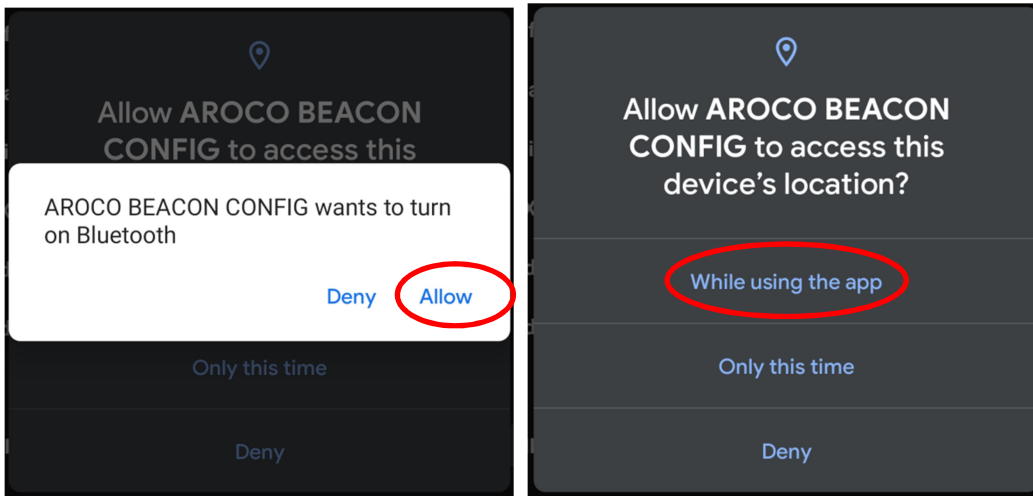 Allow AROCO BEACON
CONFIG to access this
AROCO BEACON CONFIG wants to turn
on Bluetooth
Deny
Allow
Only this time
Deny
Allow AROCO BEACON
CONFIG to access this
device's location?
While using the app
Only this time
Deny